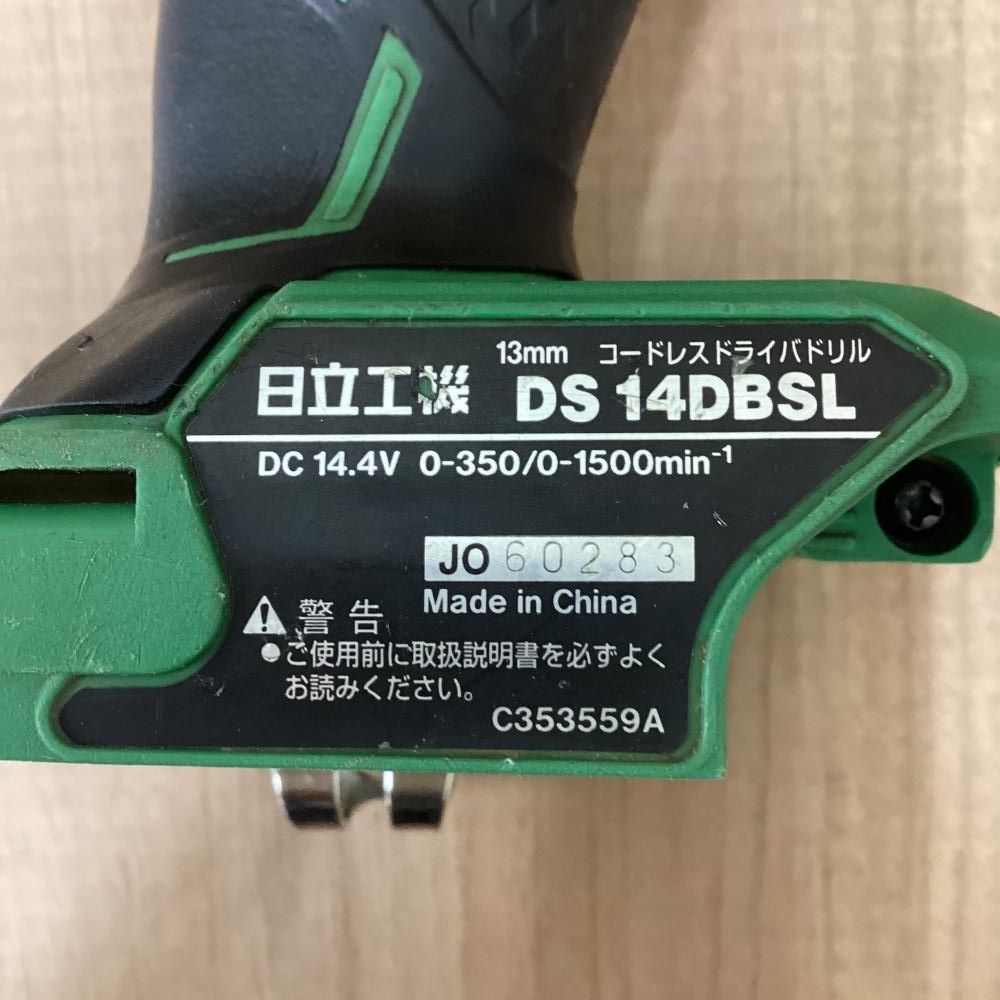 13mm コードレスドライバドリル
日立工機 DS 14DBSL
DC 14.4V 0-350/0-1500min⁻¹
JO 60283
Made in China
警告
●ご使用前に取扱説明書を必ずよく
お読みください。
C353559A